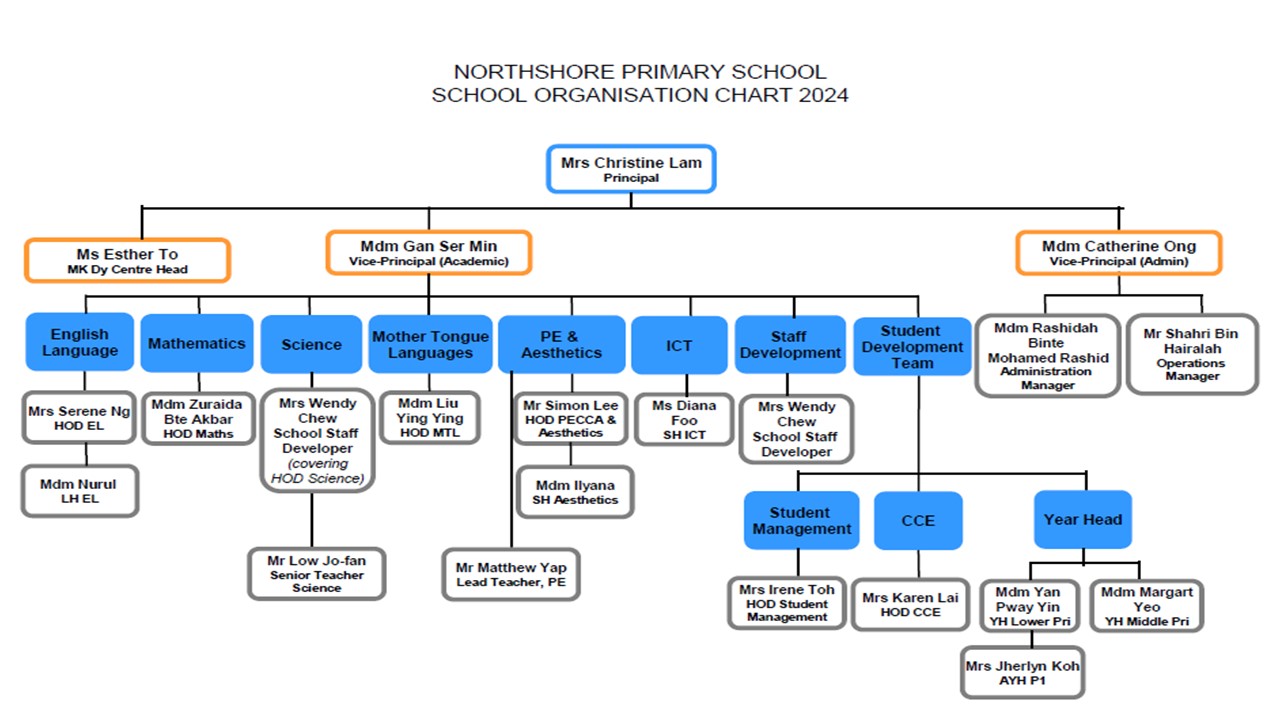 NORTHSHORE PRIMARY SCHOOL
SCHOOL ORGANISATION CHART 2024
Mrs Christine Lam
Principal
Ms Esther To
MK Dy Centre Head
Mdm Gan Ser Min
Vice-Principal (Academic)
Mdm Catherine Ong
Vice-Principal (Admin)
English
Language
Mathematics
Science
Mother Tongue
Languages
PE &
Aesthetics
ICT
Staff
Development
Student
Development
Team
Mdm Rashidah
Binte
Mohamed Rashid
Administration
Manager
Mr Shahri Bin
Hairalah
Operations
Manager
Mrs Serene Ng
HOD EL
Mdm Zuraida
Bte Akbar
HOD Maths
Mrs Wendy
Chew
School Staff
Developer
(covering
HOD Science)
Mdm Liu
Ying Ying
HOD MTL
Mr Simon Lee
HOD PECCA &
Aesthetics
Ms Diana
Foo
SH ICT
Mrs Wendy
Chew
School Staff
Developer
Mdm Nurul
LH EL
Mdm Ilyana
SH Aesthetics
Student
Management
CCE
Year Head
Mr Low Jo-fan
Senior Teacher
Science
Mr Matthew Yap
Lead Teacher, PE
Mrs Irene Toh
HOD Student
Management
Mrs Karen Lai
HOD CCE
Mdm Yan
Pway Yin
YH Lower Pri
Mdm Margart
Yeo
YH Middle Pri
Mrs Jherlyn Koh
AYH P1